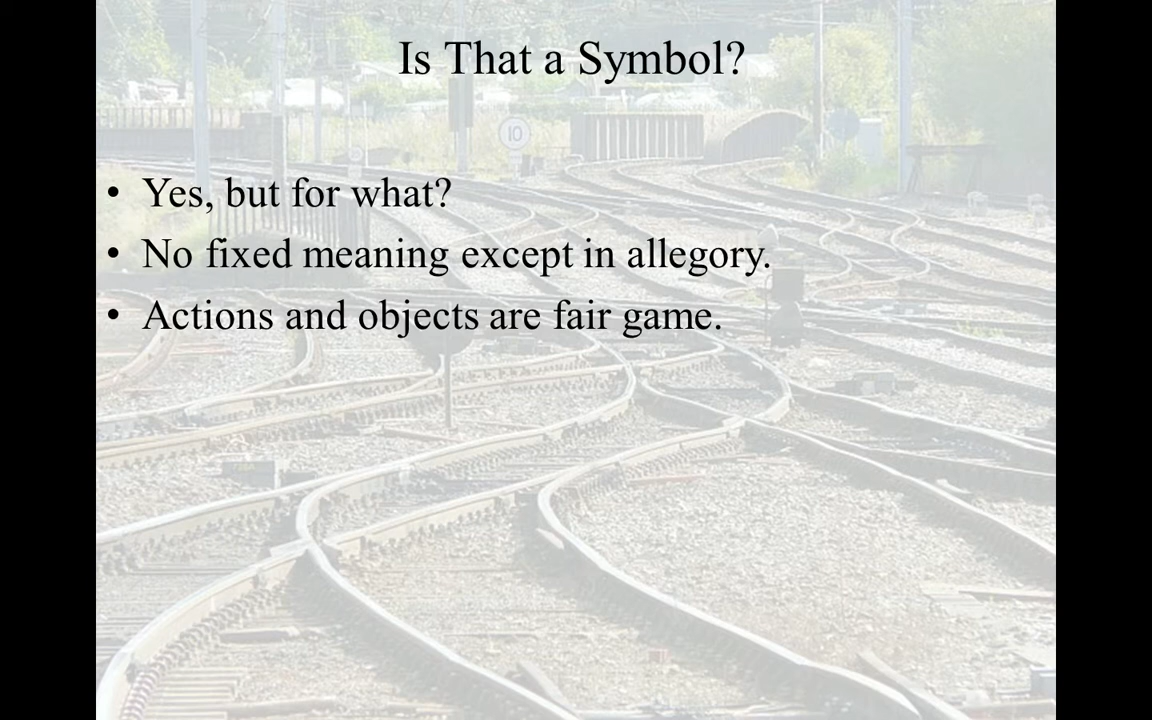 Is That a Symbol?
10
• Yes, but for what?
• No fixed meaning except in allegory.
• Actions and objects are fair game.